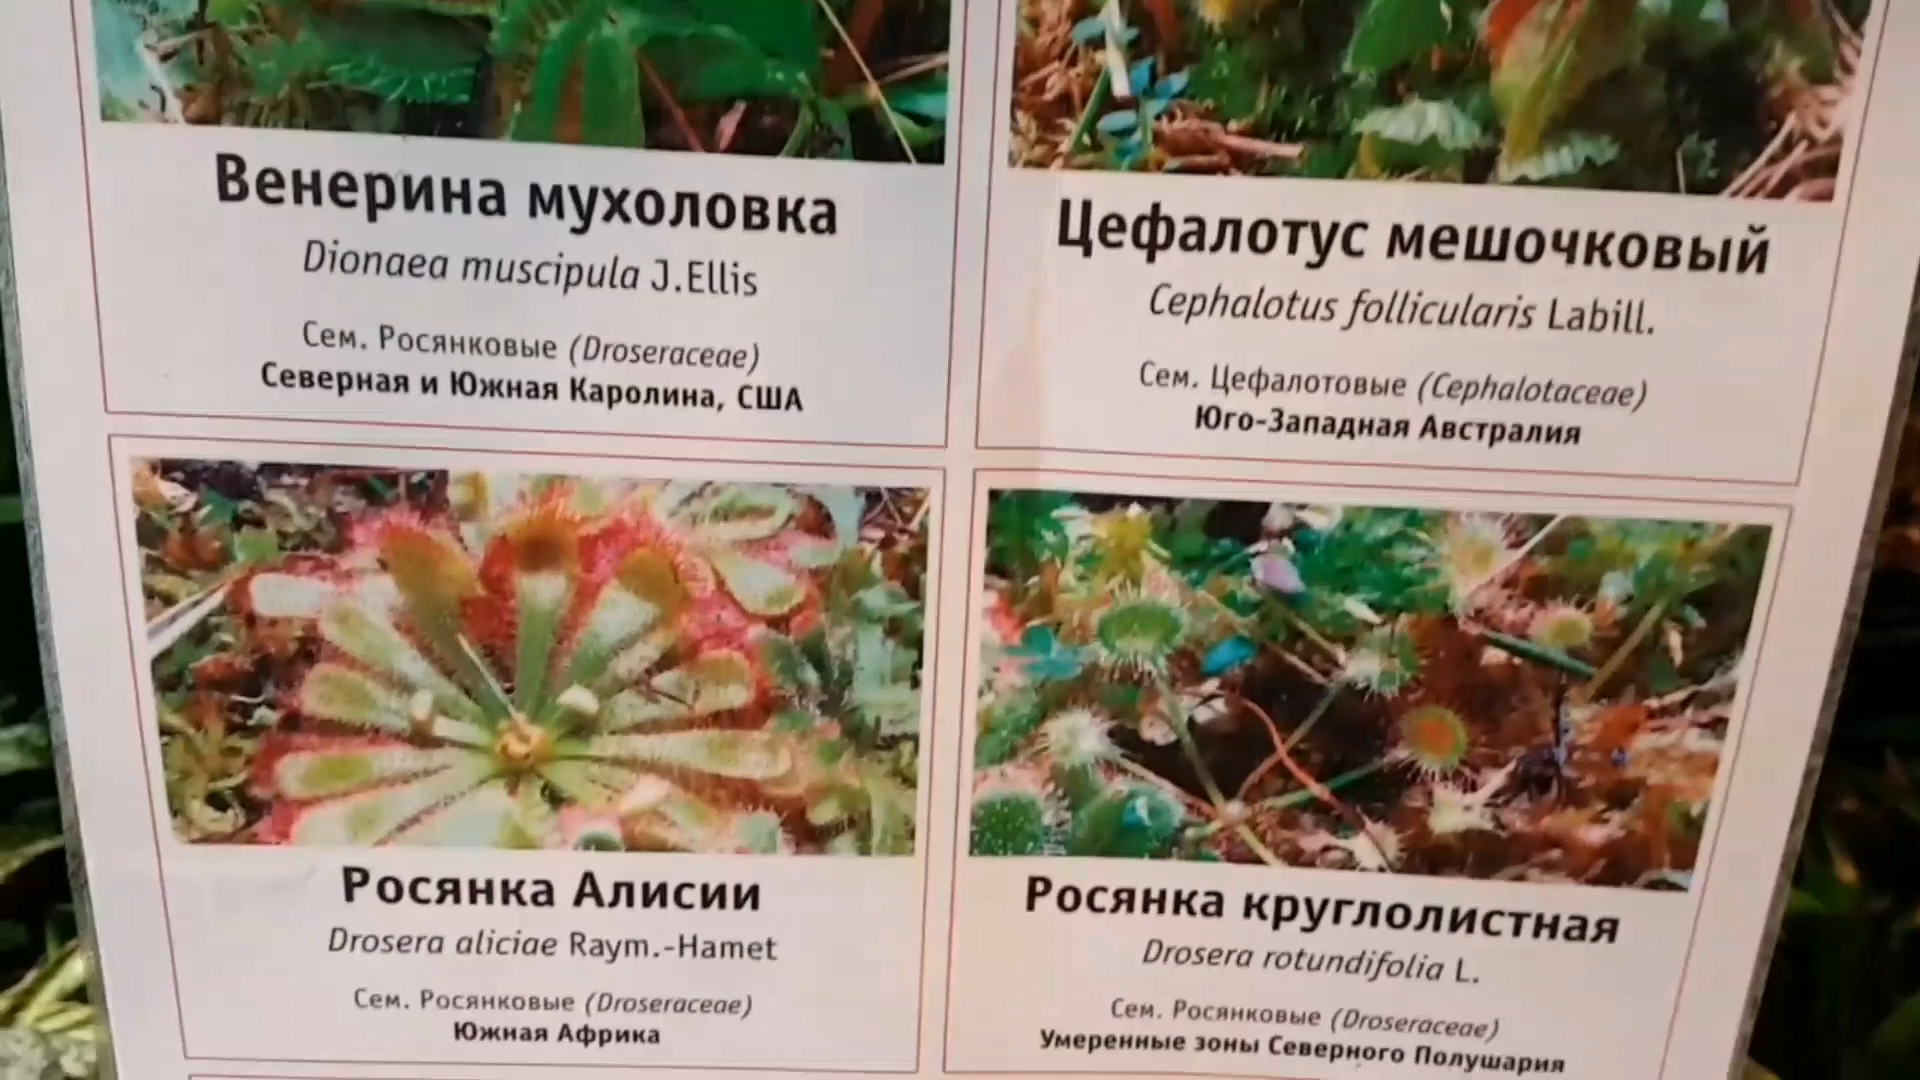 Венерина мухоловка
Dionaea muscipula J.Ellis
Сем. Росянковые (Droseraceae)
Северная и Южная Каролина, США
Цефалотус мешочковый
Cephalotus follicularis Labill.
Сем. Цефалотовые (Cephalotaceae)
Юго-Западная Австралия
Росянка Алисии
Drosera aliciae Raym.-Hamet
Сем. Росянковые (Droseraceae)
Южная Африка
Росянка круглолистная
Drosera rotundifolia L.
Сем. Росянковые (Droseraceae)
Умеренные зоны Северного Полушария